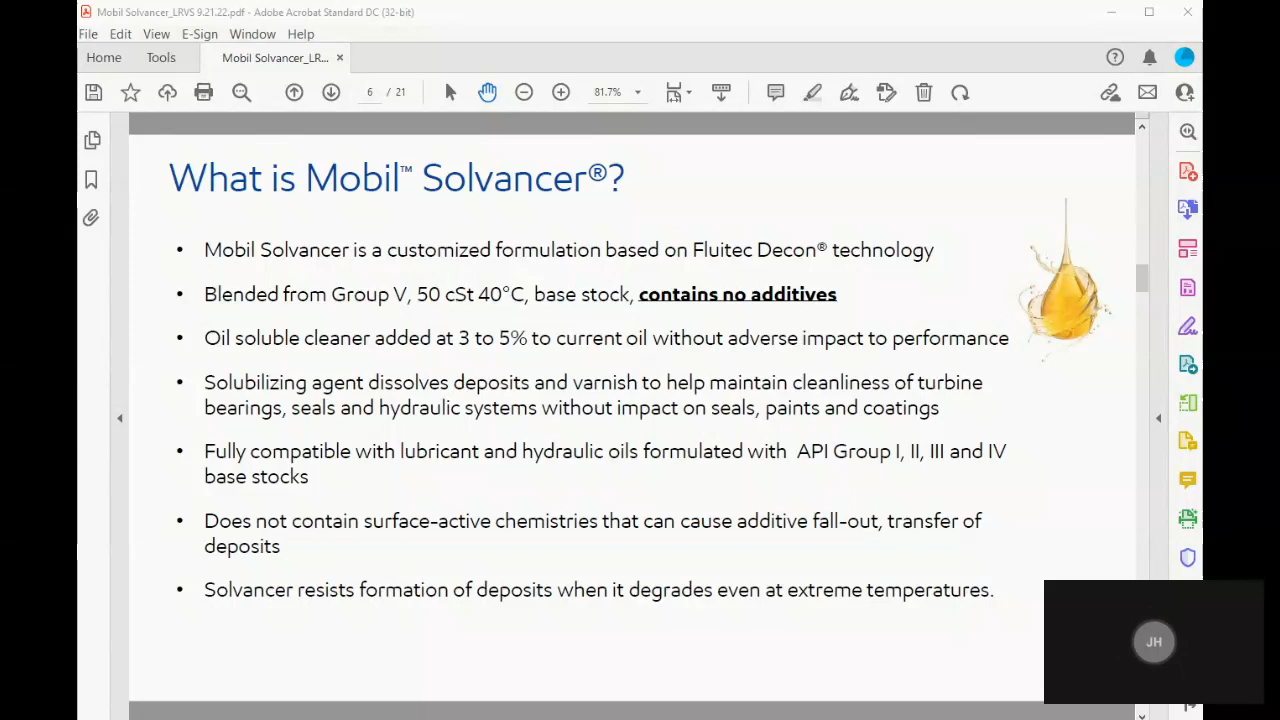 Mobil Solvancer_LRVS 9.21.22.pdf - Adobe Acrobat Standard DC (32-bit)
File Edit View E-Sign Window Help
Home Tools Mobil Solvancer_LR... ×
6 / 21 81.7%
What is Mobil™ Solvancer®?
• Mobil Solvancer is a customized formulation based on Fluitec Decon® technology
• Blended from Group V, 50 cSt 40°C, base stock, contains no additives
• Oil soluble cleaner added at 3 to 5% to current oil without adverse impact to performance
• Solubilizing agent dissolves deposits and varnish to help maintain cleanliness of turbine
bearings, seals and hydraulic systems without impact on seals, paints and coatings
• Fully compatible with lubricant and hydraulic oils formulated with API Group I, II, III and IV
base stocks
• Does not contain surface-active chemistries that can cause additive fall-out, transfer of
deposits
• Solvancer resists formation of deposits when it degrades even at extreme temperatures.
JH